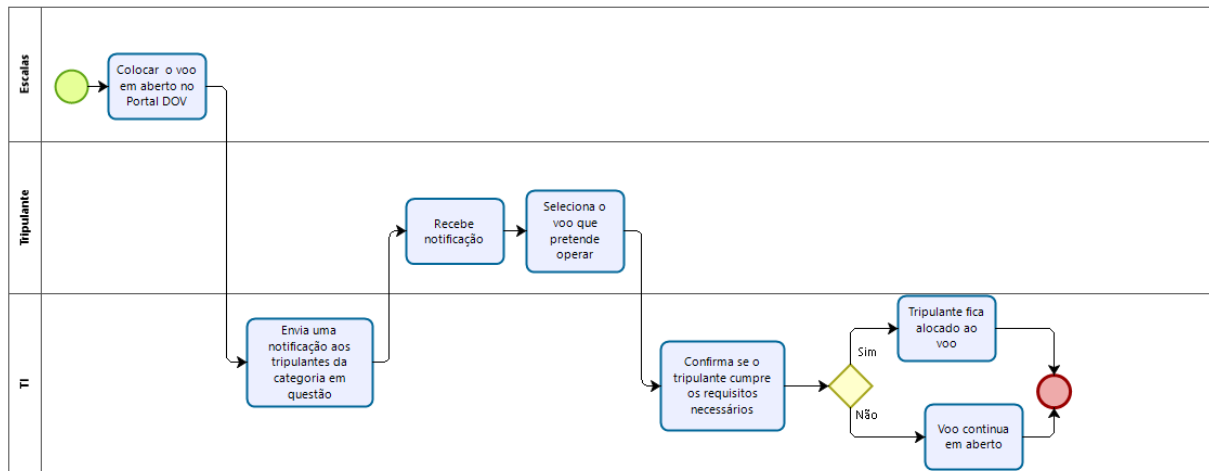 Escalas
Colocar o voo
em aberto no
Portal DOV
Tripulante
Recebe
notificação
Seleciona o
voo que
pretende
operar
TI
Envia uma
notificação aos
tripulantes da
categoria em
questão
Confirma se o
tripulante cumpre
os requisitos
necessários
Sim
Não
Tripulante fica
alocado ao
voo
Voo continua
em aberto